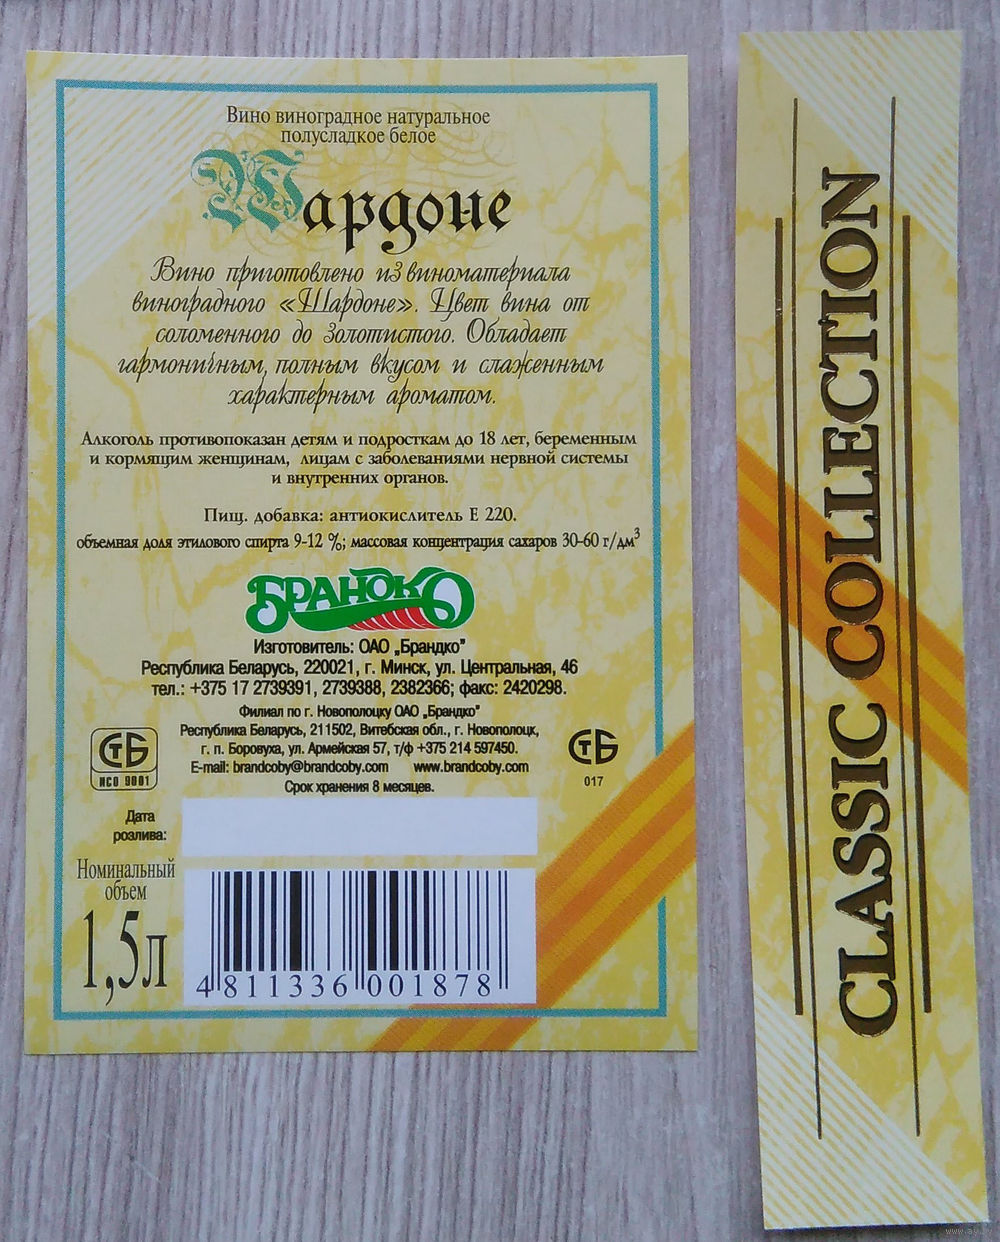 Вино виноградное натуральное
полусладкое белое
Шардоне
Вино приготовлено из виноматериала
виноградного «Шардоне». Цвет вина от
соломенного до золотистого. Обладает
гармоничным, полным вкусом и слаженным
характерным ароматом.
Алкоголь противопоказан детям и подросткам до 18 лет, беременным
и кормящим женщинам, лицам с заболеваниями нервной системы
и внутренних органов.
Пищ. добавка: антиокислитель Е 220.
объемная доля этилового спирта 9-12 %; массовая концентрация сахаров 30-60 г/дм³
БРАНДКО
Изготовитель: ОАО „Брандко”
Республика Беларусь, 220021, г. Минск, ул. Центральная, 46
тел.: +375 17 2739391, 2739388, 2382366; факс: 2420298.
Филиал по г. Новополоцку ОАО „Брандко”
Республика Беларусь, 211502, Витебская обл., г. Новополоцк,
г. п. Боровуха, ул. Армейская 57, т/ф +375 214 597450.
E-mail: brandcoby@brandcoby.com www.brandcoby.com
Срок хранения 8 месяцев.
СТБ
ИСО 9001
СТБ
017
Дата
розлива:
Номинальный
объем
1,5л
4 811336 001878
CLASSIC COLLECTION
www.ay.by